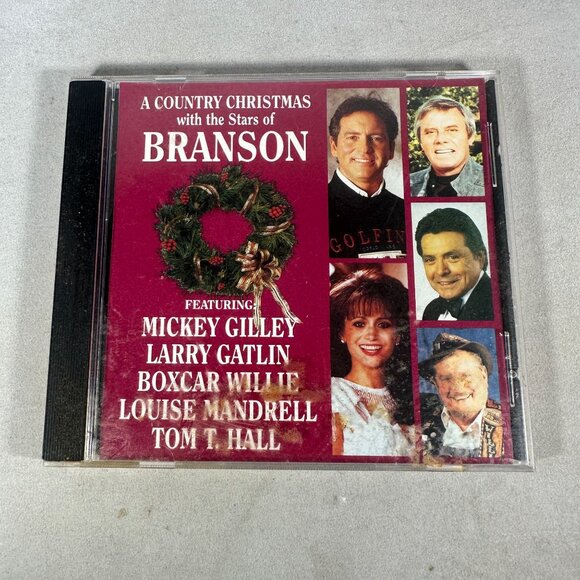 A COUNTRY CHRISTMAS
with the Stars of
BRANSON
FEATURING:
MICKEY GILLEY
LARRY GATLIN
BOXCAR WILLIE
LOUISE MANDRELL
TOM T. HALL
GOLFIN